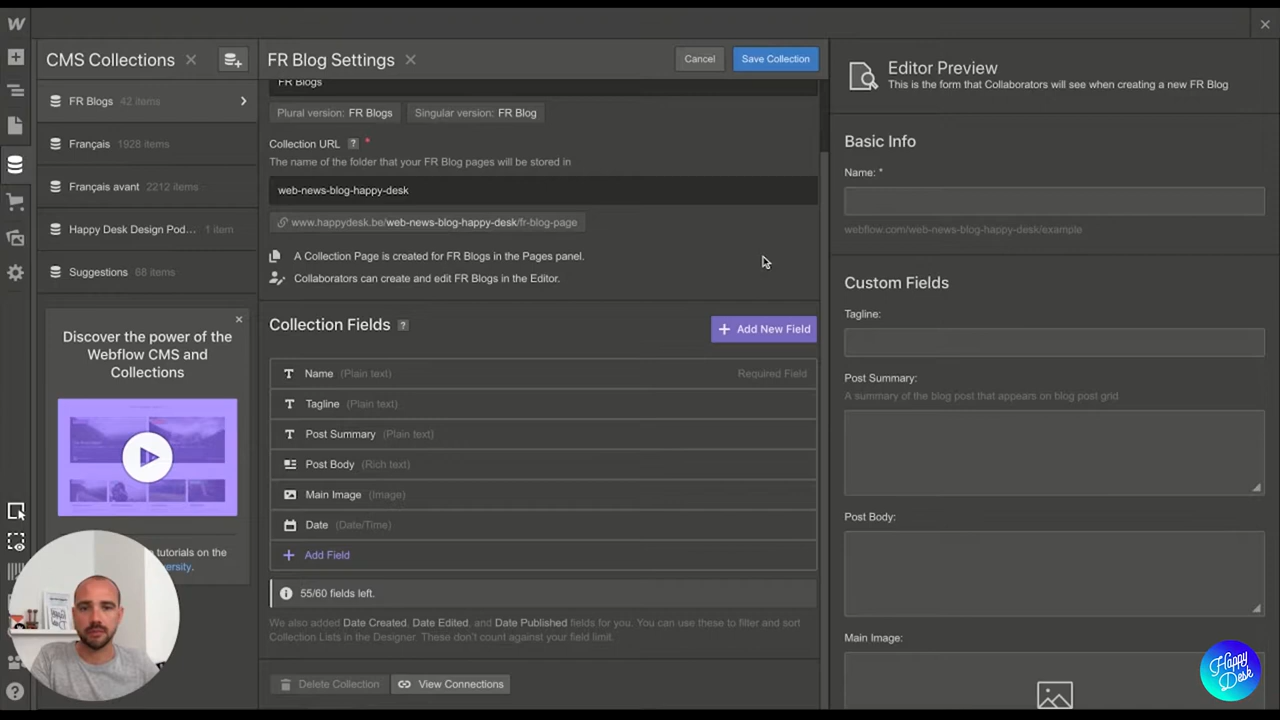 CMS Collections
FR Blogs 42 items
Français 1928 items
Français avant 2212 items
Happy Desk Design Pod... 1 item
Suggestions 68 items
Discover the power of the
Webflow CMS and
Collections
tutorials on the
FR Blog Settings
Cancel
Save Collection
FR Blogs
Plural version: FR Blogs
Singular version: FR Blog
Collection URL ? *
The name of the folder that your FR Blog pages will be stored in
web-news-blog-happy-desk
www.happydesk.be/web-news-blog-happy-desk/fr-blog-page
A Collection Page is created for FR Blogs in the Pages panel.
Collaborators can create and edit FR Blogs in the Editor.
Collection Fields ?
+ Add New Field
Name (Plain text) Required Field
Tagline (Plain text)
Post Summary (Plain text)
Post Body (Rich text)
Main Image (Image)
Date (Date/Time)
+ Add Field
55/60 fields left.
We also added Date Created, Date Edited, and Date Published fields for you. You can use these to filter and sort
Collection Lists in the Designer. These don't count against your field limit.
Delete Collection
View Connections
Editor Preview
This is the form that Collaborators will see when creating a new FR Blog
Basic Info
Name: *
webflow.com/web-news-blog-happy-desk/example
Custom Fields
Tagline:
Post Summary:
A summary of the blog post that appears on blog post grid
Post Body:
Main Image:
Happy
Desk